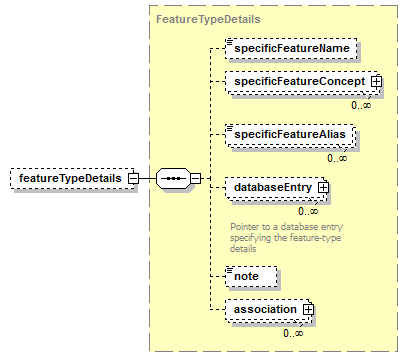 FeatureTypeDetails
specificFeatureName
specificFeatureConcept
0..∞
specificFeatureAlias
0..∞
featureTypeDetails
databaseEntry
0..∞
Pointer to a database entry
specifying the feature-type
details
note
association
0..∞